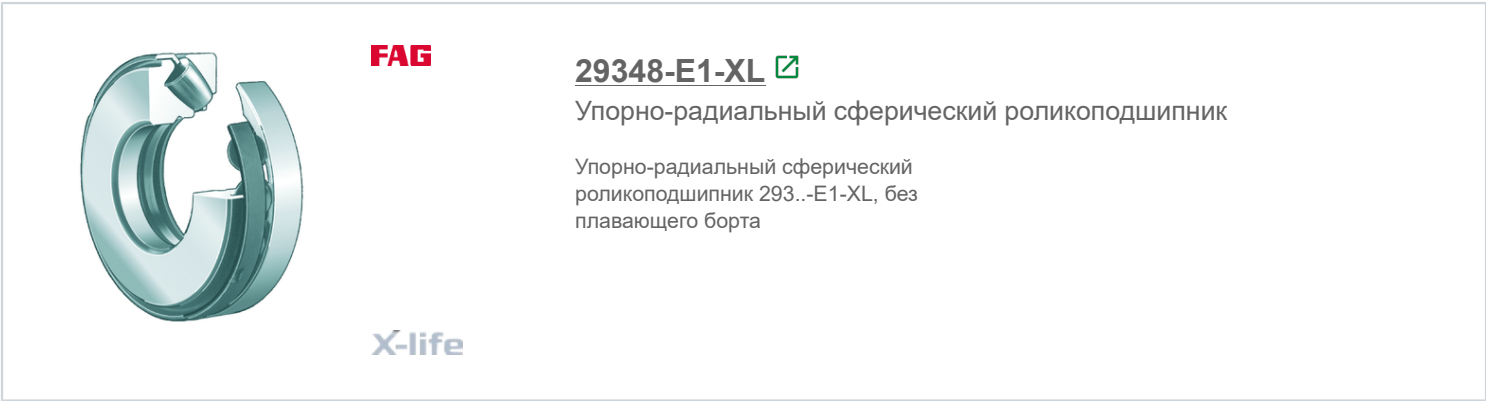 FAG
29348-E1-XL
Упорно-радиальный сферический роликоподшипник
Упорно-радиальный сферический
роликоподшипник 293..-E1-XL, без
плавающего борта
X-life